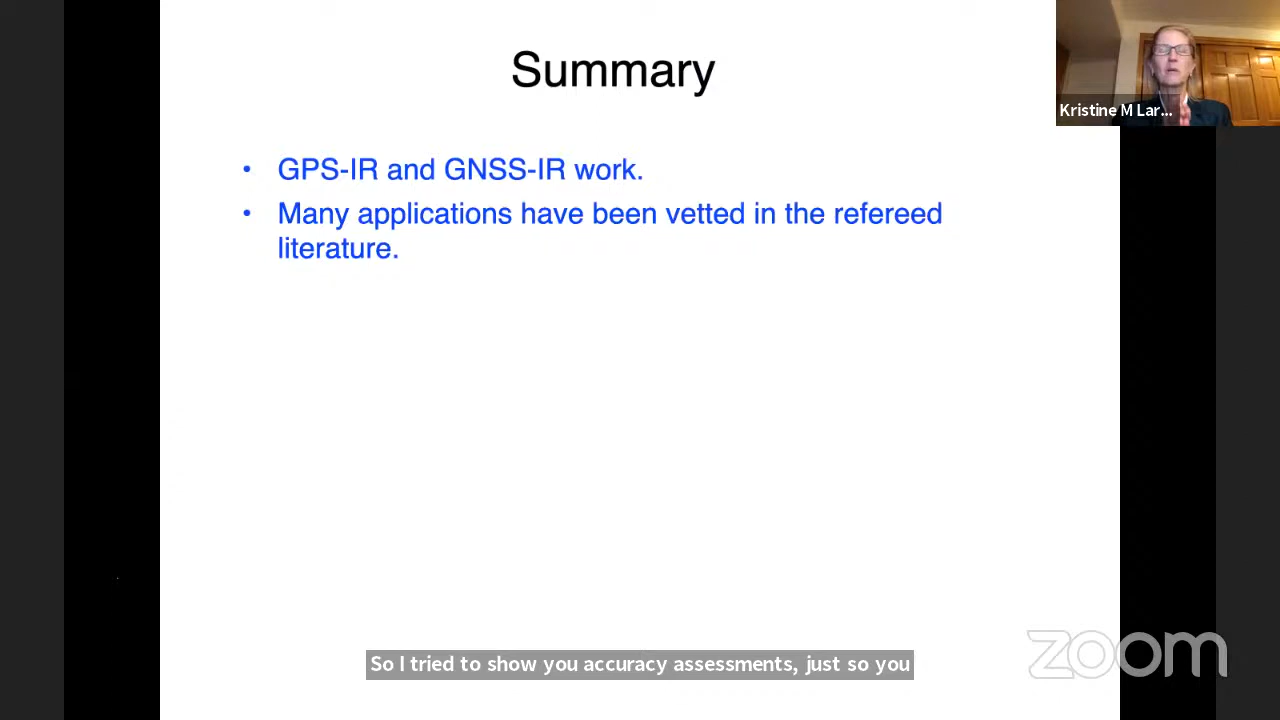 Summary
Kristine M Lar...
• GPS-IR and GNSS-IR work.
• Many applications have been vetted in the refereed
literature.
So I tried to show you accuracy assessments, just so you
zoom